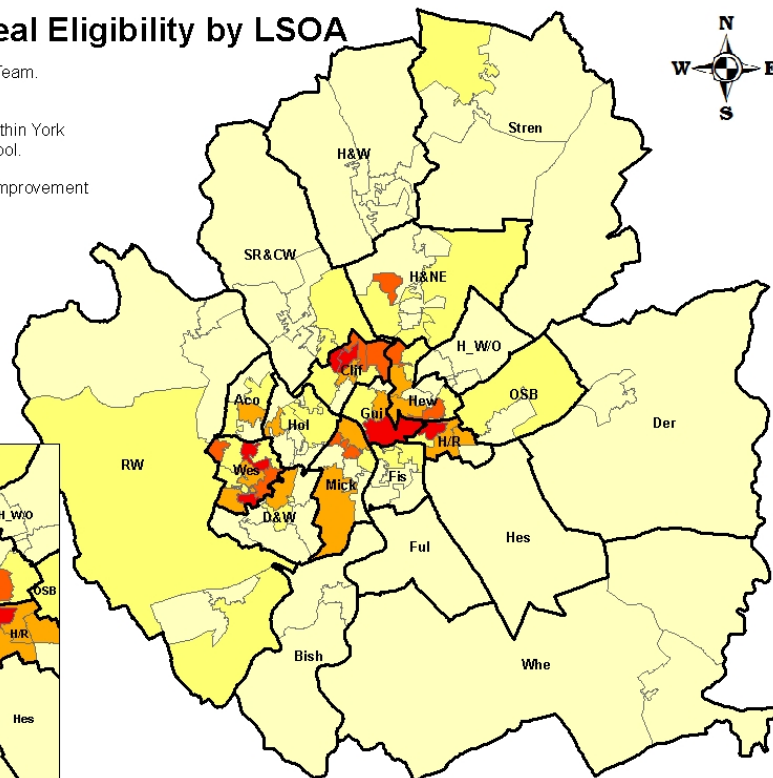 eal Eligibility by LSOA
Team.
thin York
ol.
mprovement
N
W
E
S
Stren
H&W
SR&CW
H&NE
H_W/O
Clif
OSB
Aco
Hew
Gui
Hol
Der
H/R
RW
Wes
Fis
Mick
D&W
Hes
Ful
Bish
Whe
H_W/O
OSB
H/R
Hes